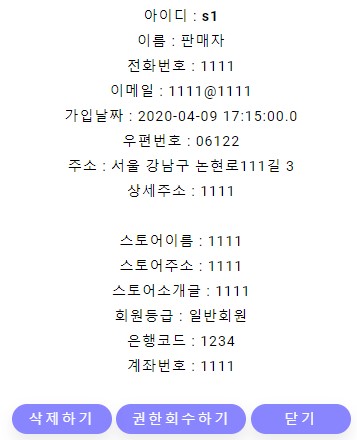 아이디 : s1
이름 : 판매자
전화번호 : 1111
이메일 : 1111@1111
가입날짜 : 2020-04-09 17:15:00.0
우편번호 : 06122
주소 : 서울 강남구 논현로111길 3
상세주소 : 1111
스토어이름 : 1111
스토어주소 : 1111
스토어소개글 : 1111
회원등급 : 일반회원
은행코드 : 1234
계좌번호 : 1111
삭제하기 권한회수하기 닫기